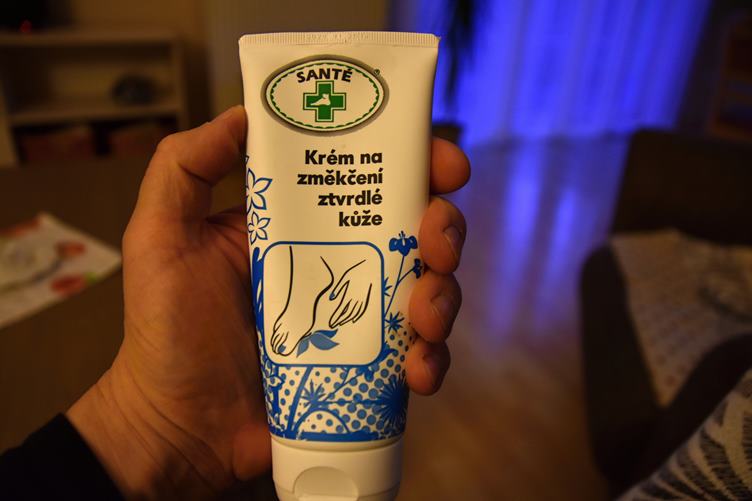 SANTÉ
®
Krém na
změkčení
ztvrdlé
kůže